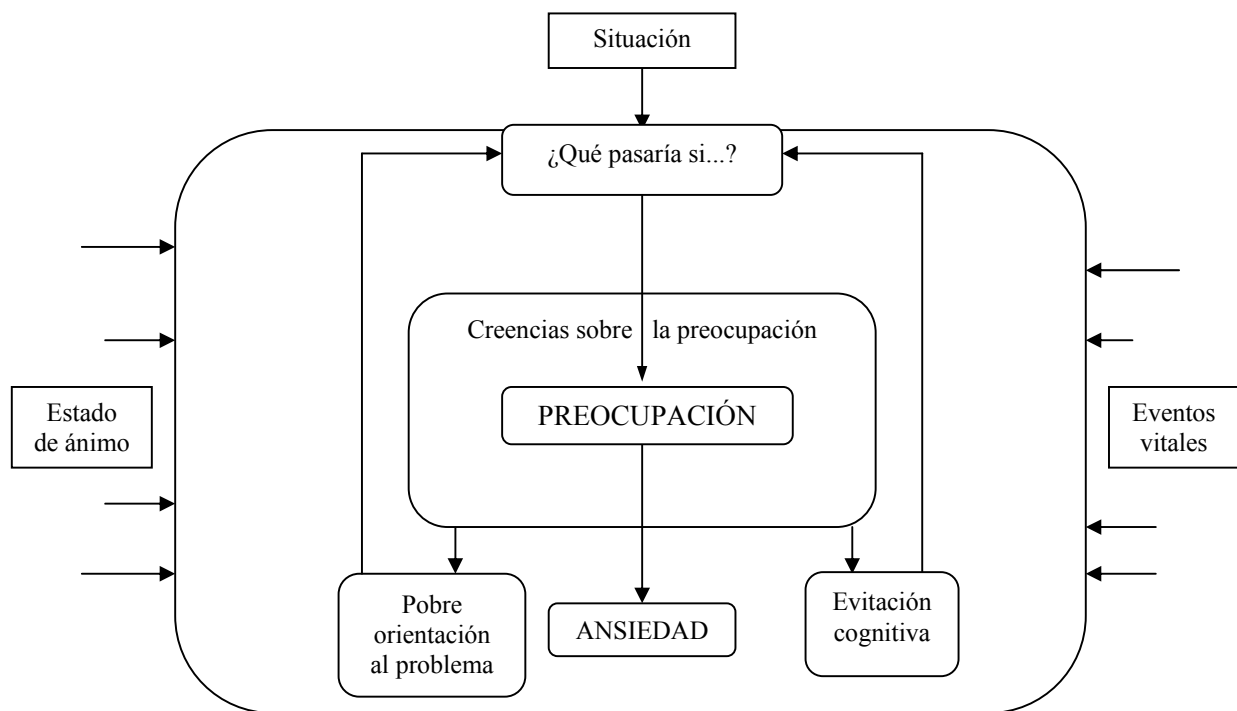 Situación
¿Qué pasaría si...?
Creencias sobre la preocupación
PREOCUPACIÓN
Estado
de ánimo
Eventos
vitales
Pobre
orientación
al problema
ANSIEDAD
Evitación
cognitiva